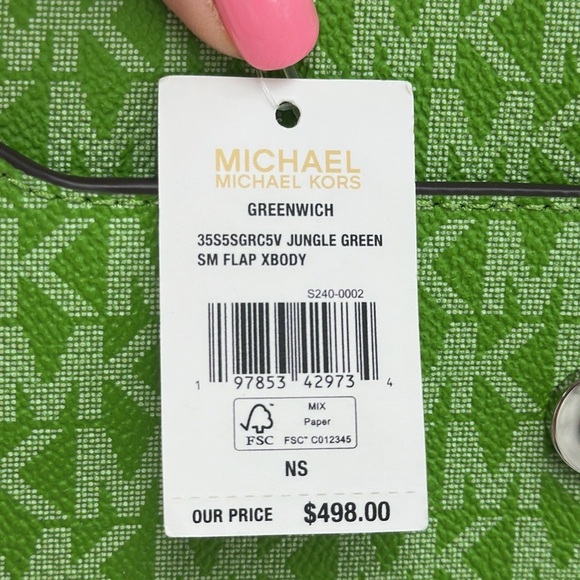 MICHAEL
MICHAEL KORS
GREENWICH
35S5SGRC5V JUNGLE GREEN
SM FLAP XBODY
S240-0002
1 97853 42973 4
FSC
MIX
Paper
FSC™ C012345
NS
OUR PRICE $498.00